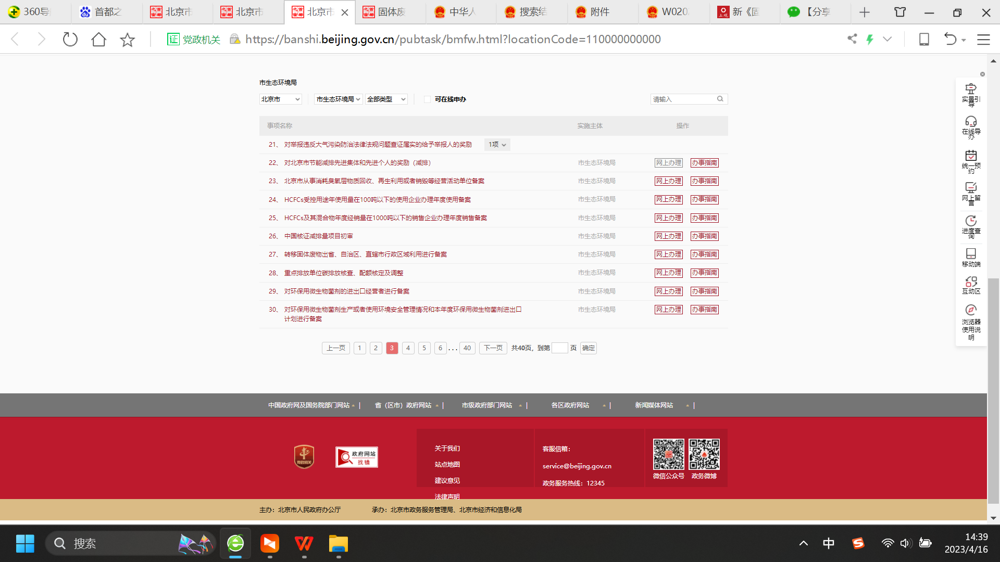 360导
首都之
北京市
北京市
北京市
固体废
中华人
搜索结
附件
W020
新《固
【分享
证 党政机关
https://banshi.beijing.gov.cn/pubtask/bmfw.html?locationCode=110000000000
市生态环境局
北京市 市生态环境局 全部类型 可在线申办 请输入
事项名称 实施主体 操作
21、 对举报违反大气污染防治法律法规问题查证属实的给予举报人的奖励 1项
22、 对北京市节能减排先进集体和先进个人的奖励（减排） 市生态环境局 网上办理 办事指南
23、 北京市从事消耗臭氧层物质回收、再生利用或者销毁等经营活动单位备案 市生态环境局 网上办理 办事指南
24、 HCFCs受控用途年使用量在100吨以下的使用企业办理年度使用备案 市生态环境局 网上办理 办事指南
25、 HCFCs及其混合物年度经销量在1000吨以下的销售企业办理年度销售备案 市生态环境局 网上办理 办事指南
26、 中国核证减排量项目初审 市生态环境局 网上办理 办事指南
27、 转移固体废物出省、自治区、直辖市行政区域利用进行备案 市生态环境局 网上办理 办事指南
28、 重点排放单位碳排放核查、配额核定及调整 市生态环境局 网上办理 办事指南
29、 对环保用微生物菌剂的进出口经营者进行备案 市生态环境局 网上办理 办事指南
30、 对环保用微生物菌剂生产或者使用环境安全管理情况和本年度环保用微生物菌剂进出口 市生态环境局 网上办理 办事指南
计划进行备案
上一页 1 2 3 4 5 6 ... 40 下一页 共40页，到第 页 确定
实景引
导
在线导
办
统一预
约
网上留
言
进度查
询
移动端
互动区
浏览器
使用说
明
中国政府网及国务院部门网站 | 省（区市）政府网站 | 市级政府部门网站 | 各区政府网站 | 新闻媒体网站 |
党政机关
政府网站
找错
关于我们
站点地图
建议意见
法律声明
客服信箱：
service@beijing.gov.cn
政务服务热线：12345
微信公众号 政务微博
主办：北京市人民政府办公厅 承办：北京市政务服务管理局、北京市经济和信息化局
搜索
中
14:39
2023/4/16